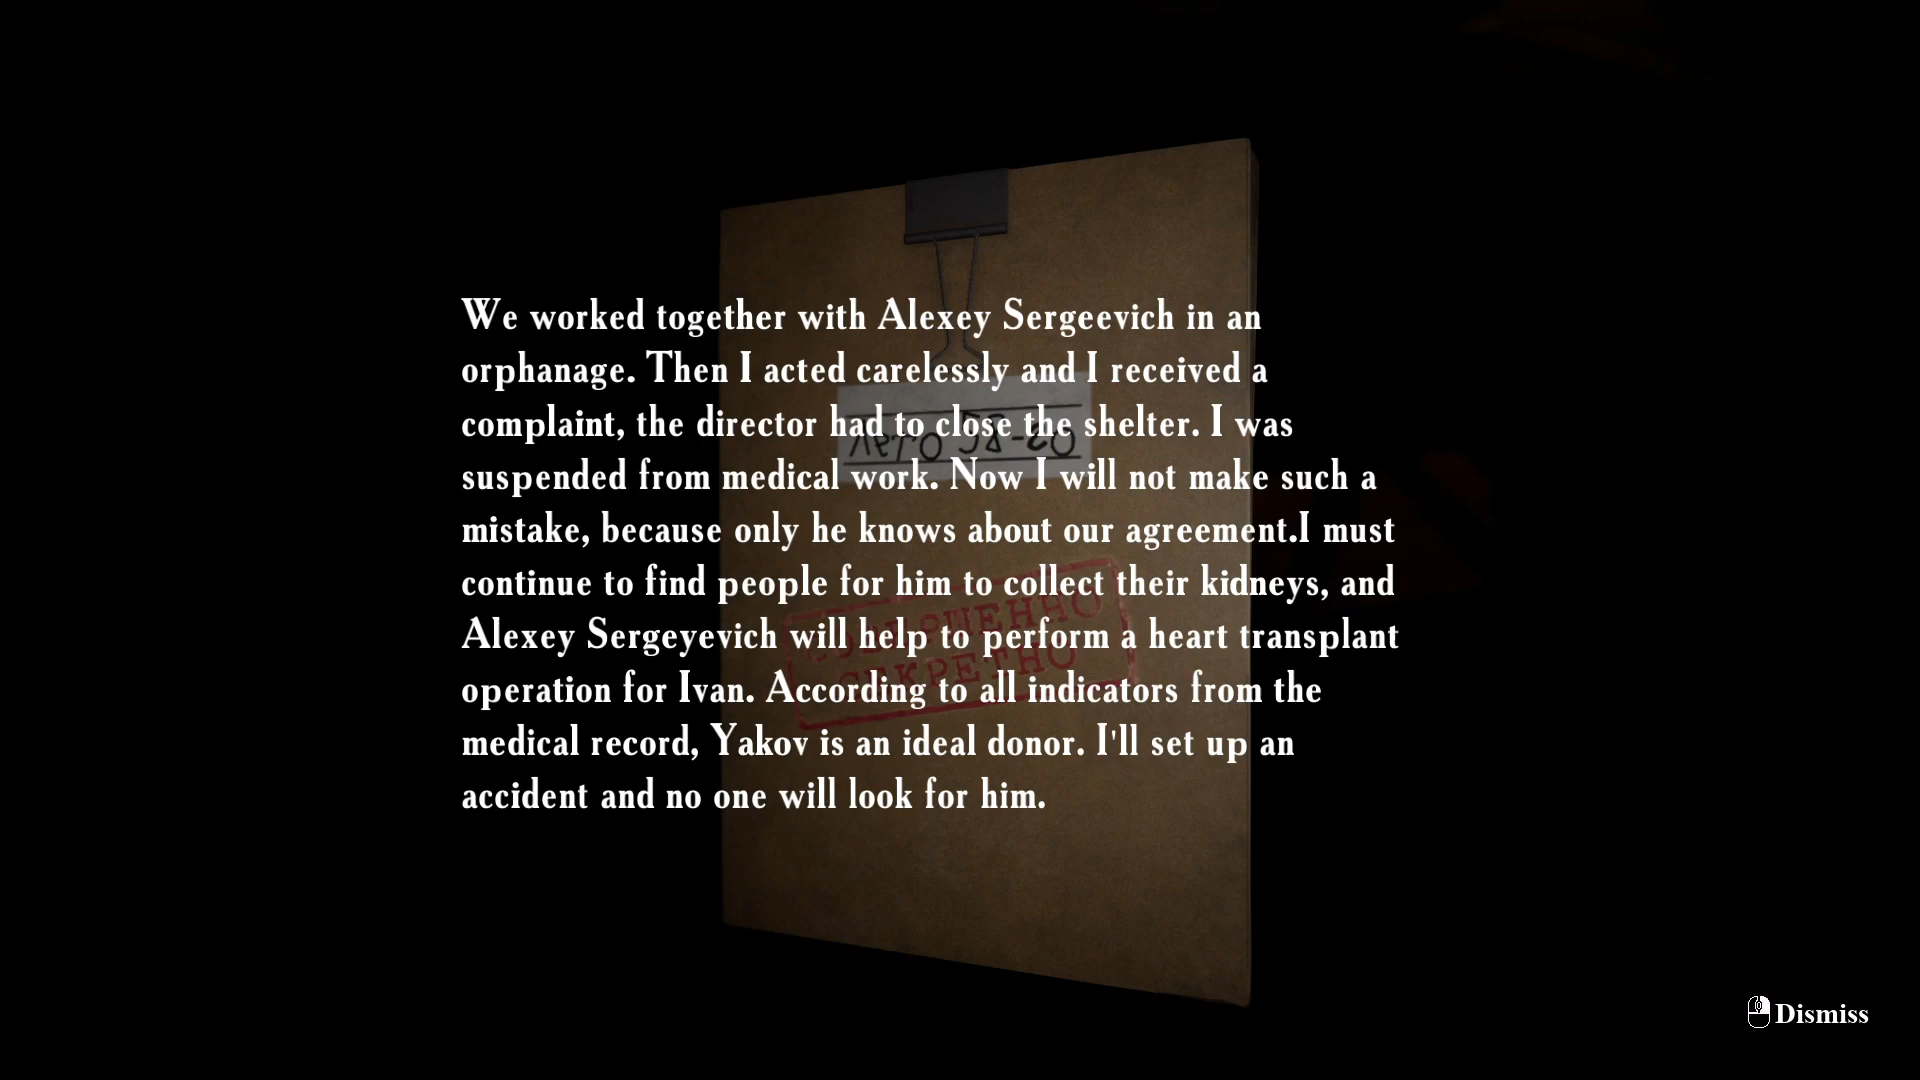 We worked together with Alexey Sergeevich in an
orphanage. Then I acted carelessly and I received a
complaint, the director had to close the shelter. I was
suspended from medical work. Now I will not make such a
mistake, because only he knows about our agreement.I must
continue to find people for him to collect their kidneys, and
Alexey Sergeyevich will help to perform a heart transplant
operation for Ivan. According to all indicators from the
medical record, Yakov is an ideal donor. I'll set up an
accident and no one will look for him.
СОВЕРШЕННО
СЕКРЕТНО
Dismiss